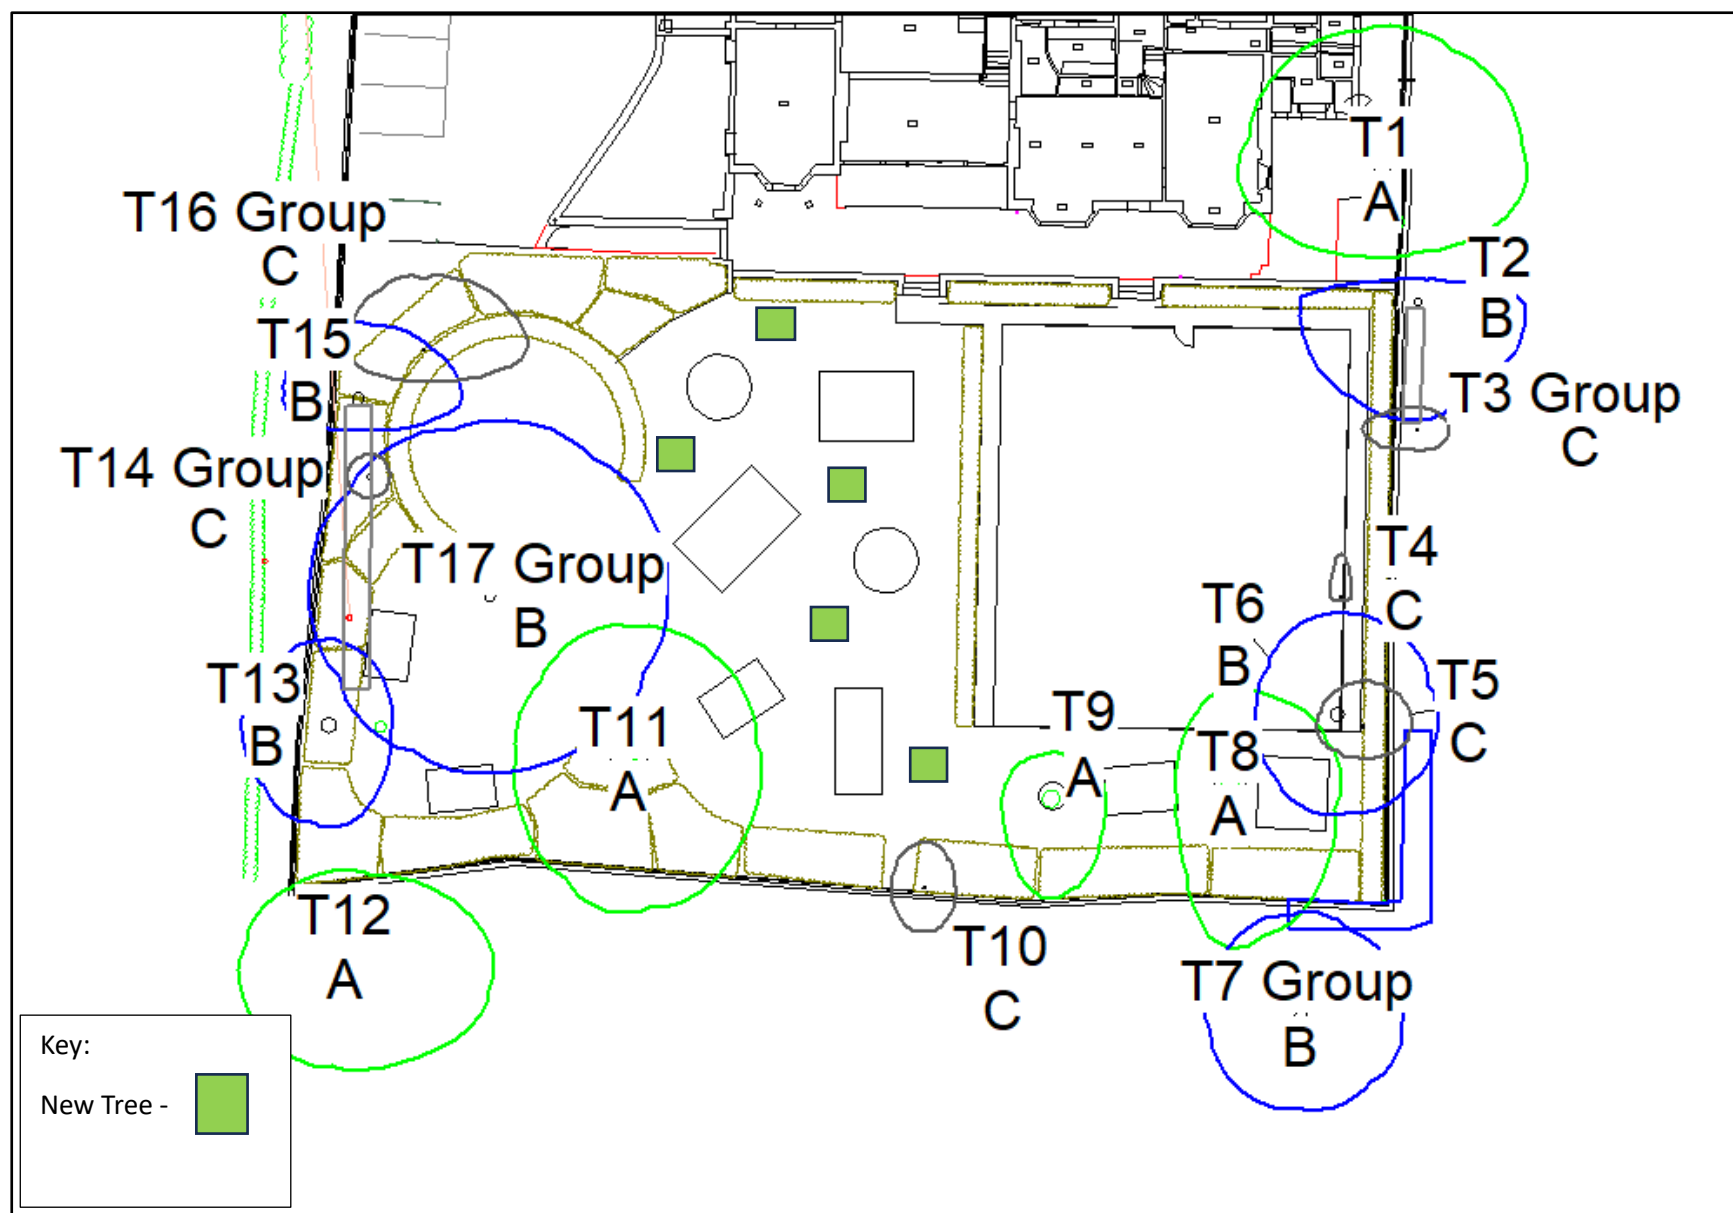 T1
A
T16 Group
C
T2
B
T15
B
T3 Group
C
T14 Group
C
T17 Group
B
T4
C
T6
B
T13
B
T5
C
T11
A
T9
A
T8
A
T12
A
T10
C
T7 Group
B
Key:
New Tree -